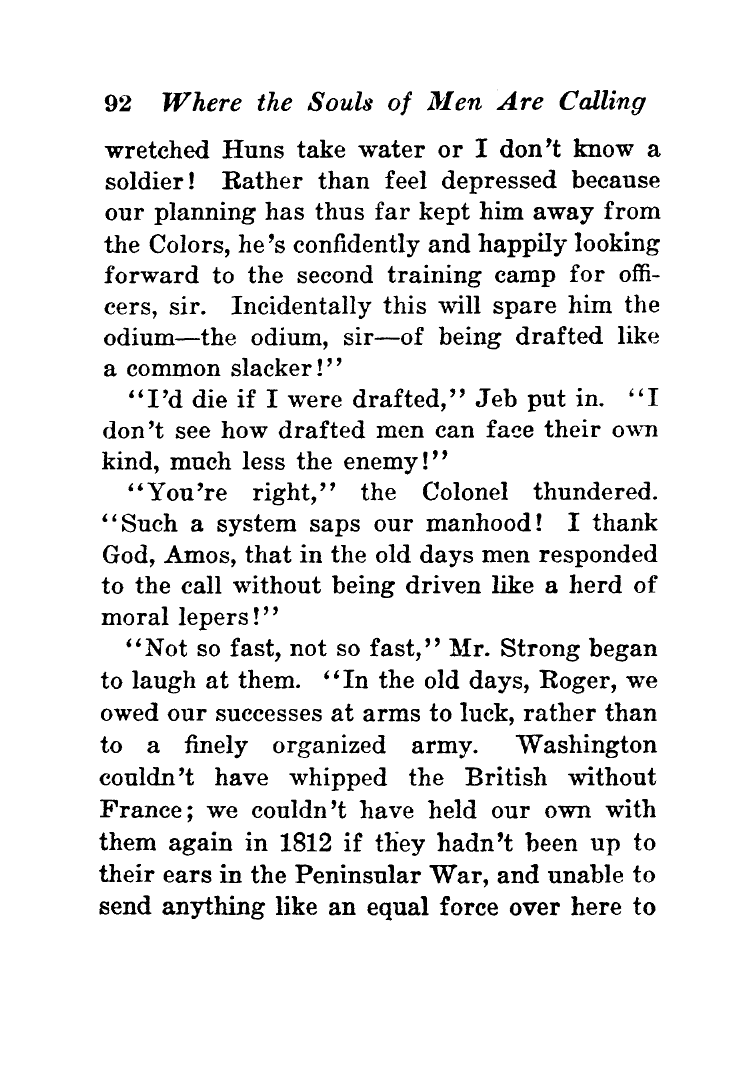 92 Where the Souls of Men Are Calling
wretched Huns take water or I don't know a
soldier! Rather than feel depressed because
our planning has thus far kept him away from
the Colors, he's confidently and happily looking
forward to the second training camp for offi-
cers, sir. Incidentally this will spare him the
odium—the odium, sir—of being drafted like
a common slacker!''
''I'd die if I were drafted,'' Jeb put in. ''I
don't see how drafted men can face their own
kind, much less the enemy!''
''You're right,'' the Colonel thundered.
''Such a system saps our manhood! I thank
God, Amos, that in the old days men responded
to the call without being driven like a herd of
moral lepers!''
''Not so fast, not so fast,'' Mr. Strong began
to laugh at them. ''In the old days, Roger, we
owed our successes at arms to luck, rather than
to a finely organized army. Washington
couldn't have whipped the British without
France; we couldn't have held our own with
them again in 1812 if they hadn't been up to
their ears in the Peninsular War, and unable to
send anything like an equal force over here to